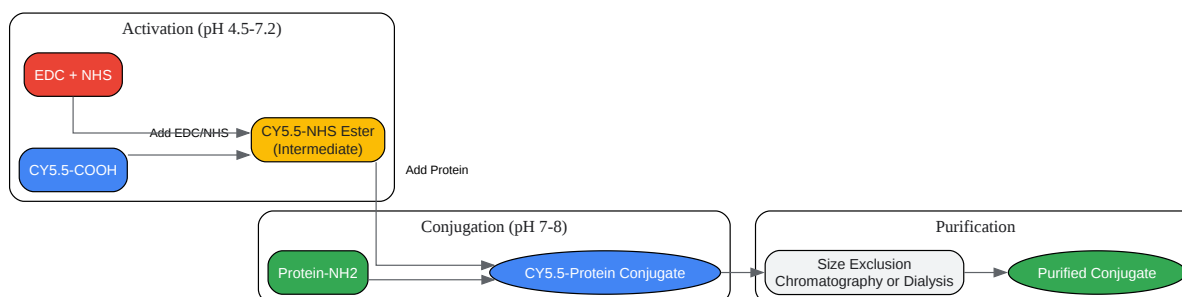 Activation (pH 4.5-7.2)
EDC + NHS
Add EDC/NHS
CY5.5-NHS Ester
(Intermediate)
CY5.5-COOH
Add Protein
Conjugation (pH 7-8)
Protein-NH2
CY5.5-Protein Conjugate
Purification
Size Exclusion
Chromatography or Dialysis
Purified Conjugate